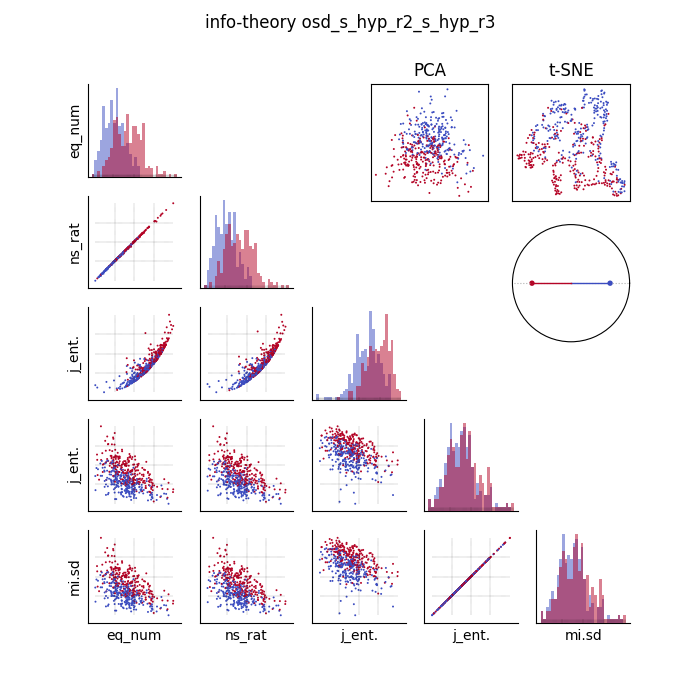 info-theory osd_s_hyp_r2_s_hyp_r3
PCA
t-SNE
eq_num
ns_rat
j_ent.
j_ent.
mi.sd
eq_num
ns_rat
j_ent.
j_ent.
mi.sd